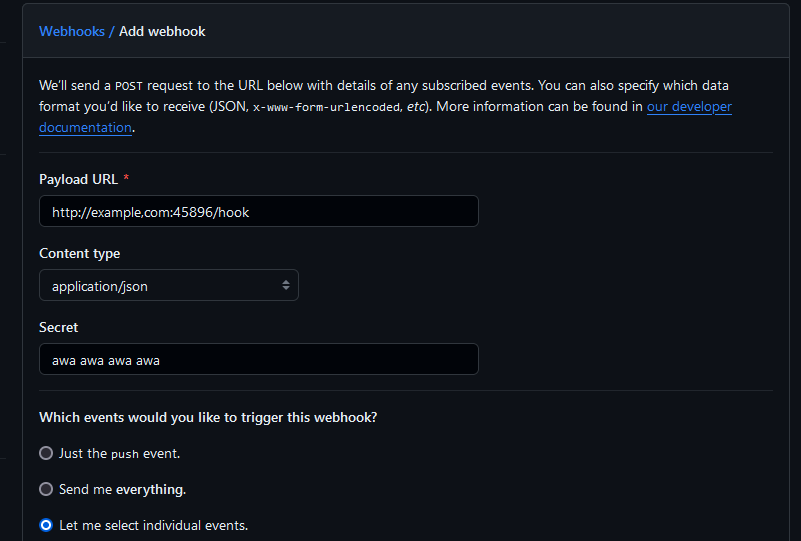 Webhooks / Add webhook
We'll send a POST request to the URL below with details of any subscribed events. You can also specify which data
format you'd like to receive (JSON, x-www-form-urlencoded, etc). More information can be found in our developer
documentation.
Payload URL *
http://example,com:45896/hook
Content type
application/json
Secret
awa awa awa awa
Which events would you like to trigger this webhook?
Just the push event.
Send me everything.
Let me select individual events.